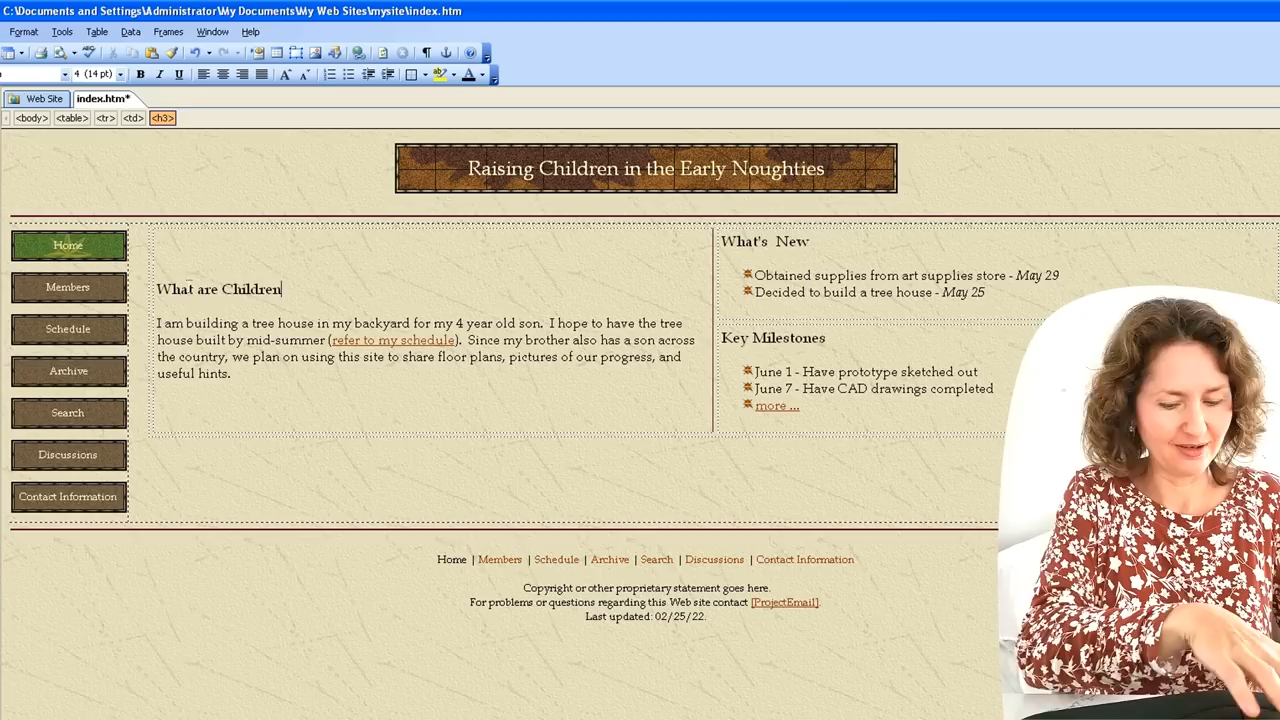 C:\Documents and Settings\Administrator\My Documents\My Web Sites\mysite\index.htm
Format Tools Table Data Frames Window Help
4 (14 pt) B I U A A A
Web Site index.htm*
<body> <table> <tr> <td> <h3>
Raising Children in the Early Noughties
Home
Members
Schedule
Archive
Search
Discussions
Contact Information
What are Children
I am building a tree house in my backyard for my 4 year old son. I hope to have the tree
house built by mid-summer (refer to my schedule). Since my brother also has a son across
the country, we plan on using this site to share floor plans, pictures of our progress, and
useful hints.
What's New
Obtained supplies from art supplies store - May 29
Decided to build a tree house - May 25
Key Milestones
June 1 - Have prototype sketched out
June 7 - Have CAD drawings completed
more ...
Home | Members | Schedule | Archive | Search | Discussions | Contact Information
Copyright or other proprietary statement goes here.
For problems or questions regarding this Web site contact [ProjectEmail].
Last updated: 02/25/22.